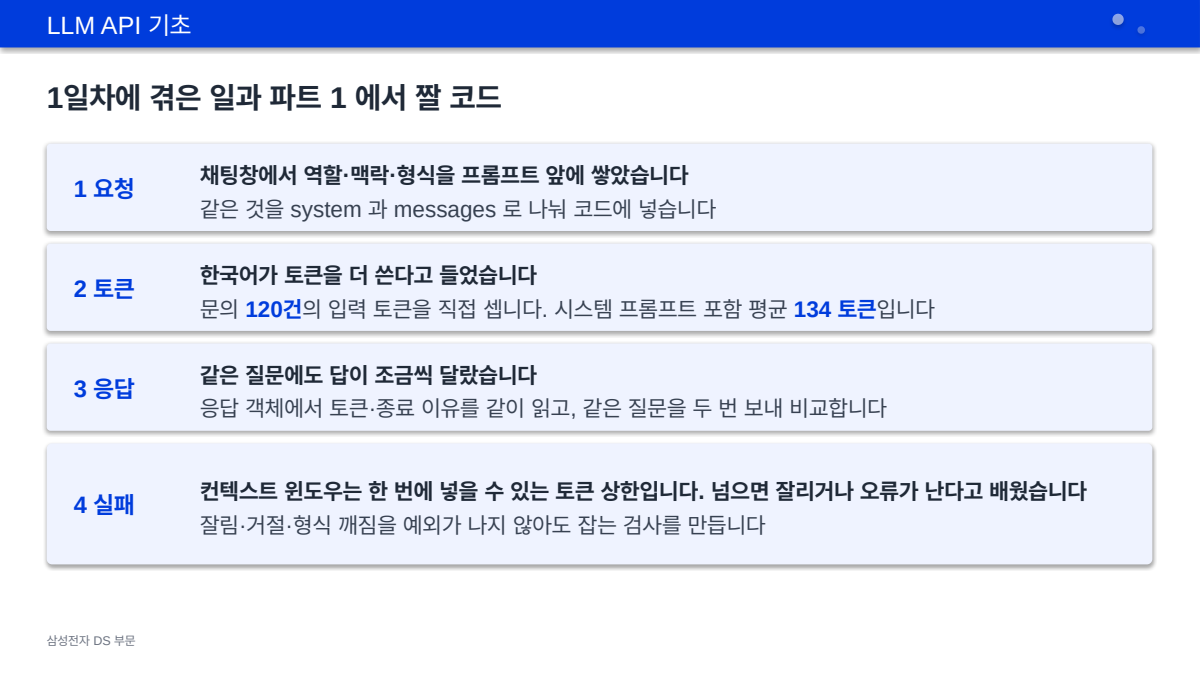 LLM API 기초
1일차에 겪은 일과 파트 1 에서 짤 코드
1 요청
채팅창에서 역할·맥락·형식을 프롬프트 앞에 쌓았습니다
같은 것을 system 과 messages 로 나눠 코드에 넣습니다
2 토큰
한국어가 토큰을 더 쓴다고 들었습니다
문의 120건의 입력 토큰을 직접 셉니다. 시스템 프롬프트 포함 평균 134 토큰입니다
3 응답
같은 질문에도 답이 조금씩 달랐습니다
응답 객체에서 토큰·종료 이유를 같이 읽고, 같은 질문을 두 번 보내 비교합니다
4 실패
컨텍스트 윈도우는 한 번에 넣을 수 있는 토큰 상한입니다. 넘으면 잘리거나 오류가 난다고 배웠습니다
잘림·거절·형식 깨짐을 예외가 나지 않아도 잡는 검사를 만듭니다
삼성전자 DS 부문